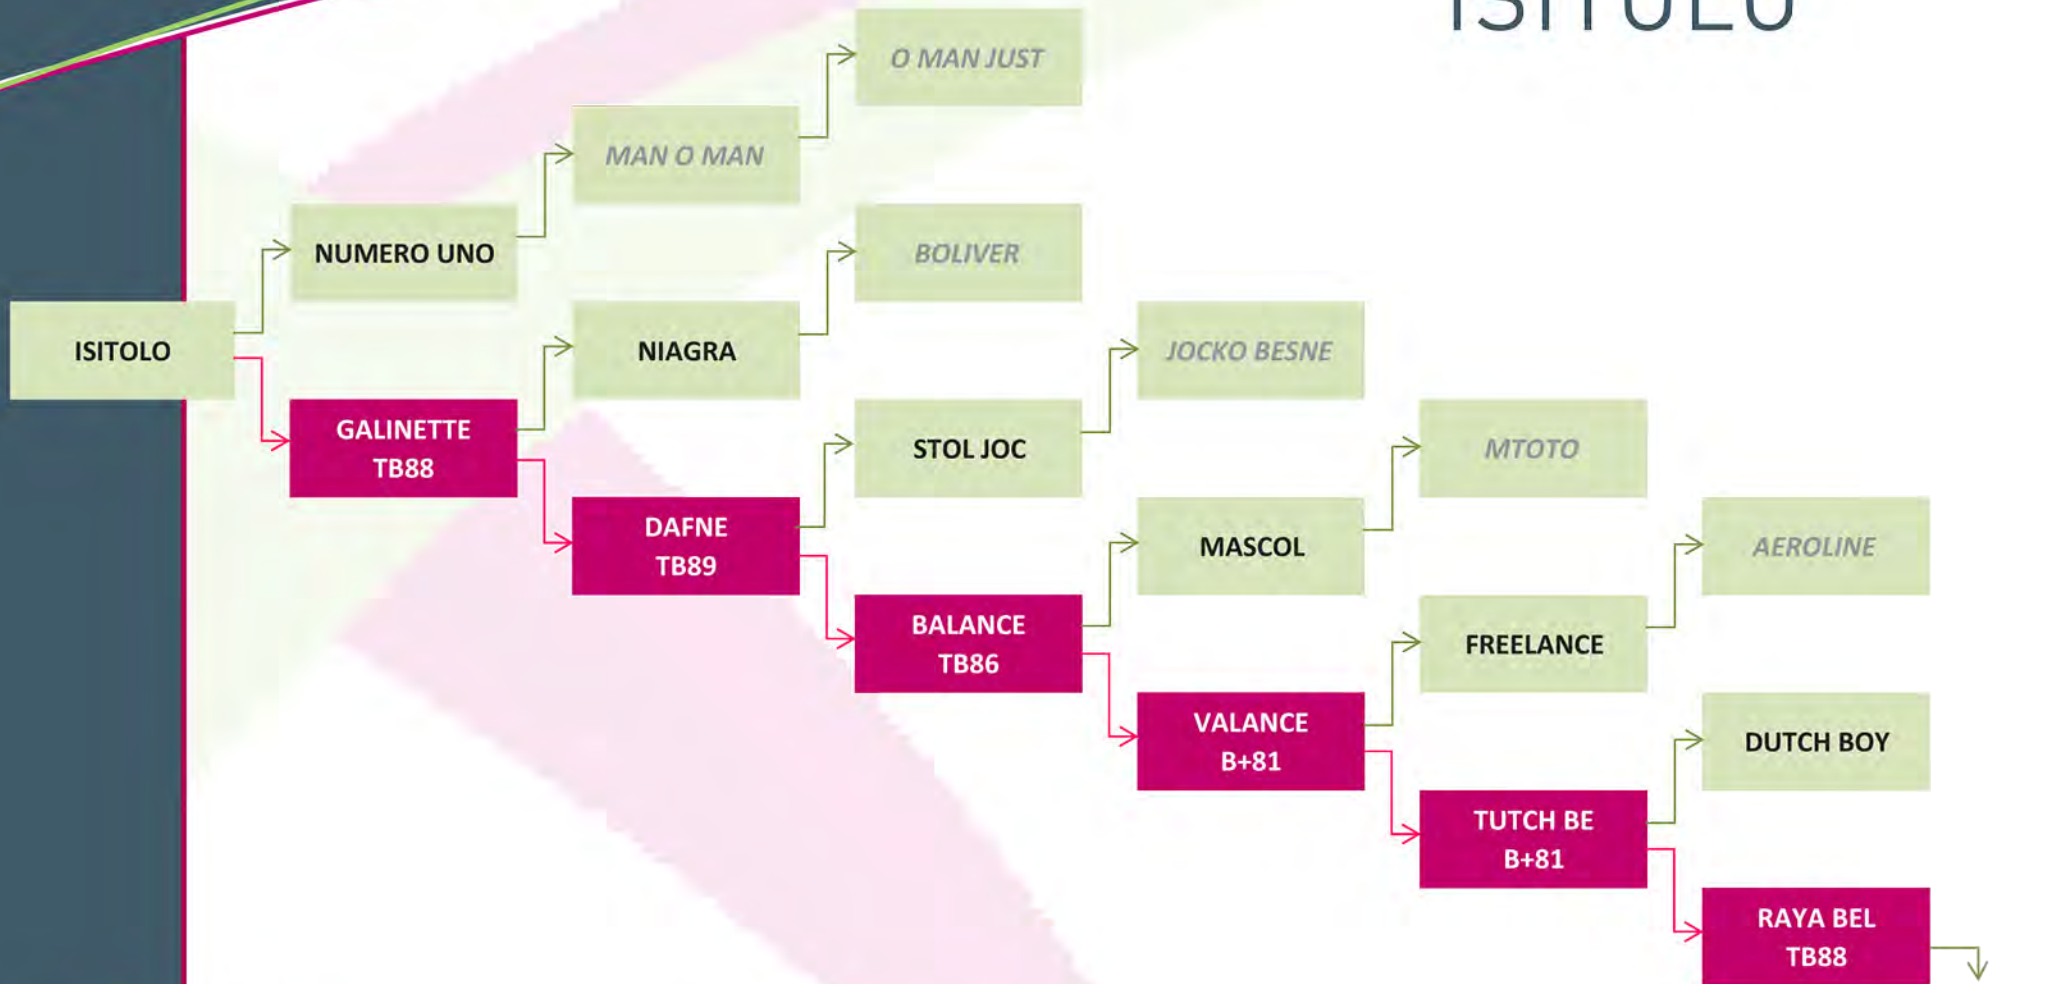 ISITOLO
O MAN JUST
MAN O MAN
NUMERO UNO
BOLIVER
ISITOLO
NIAGRA
JOCKO BESNE
GALINETTE
TB88
STOL JOC
MTOTO
DAFNE
TB89
MASCOL
AEROLINE
BALANCE
TB86
FREELANCE
VALANCE
B+81
DUTCH BOY
TUTCH BE
B+81
RAYA BEL
TB88